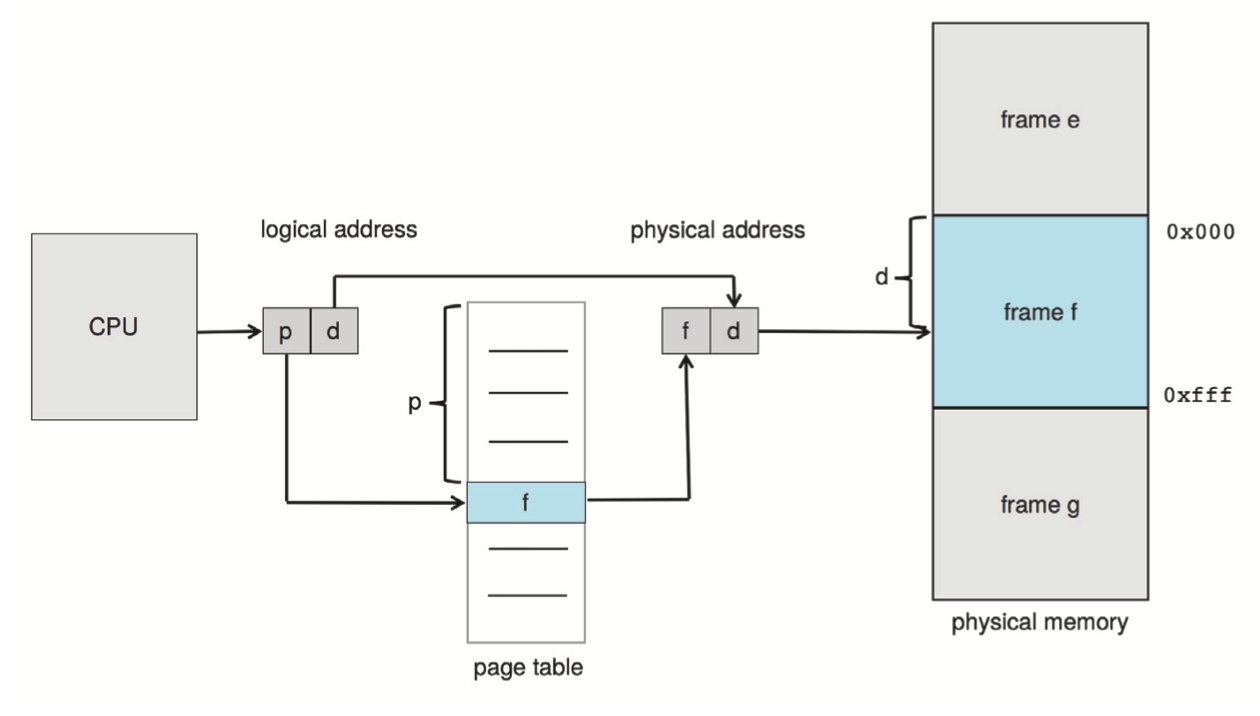 frame e
logical address
physical address
0x000
d
CPU
p d
f d
frame f
p
0xfff
f
frame g
physical memory
page table